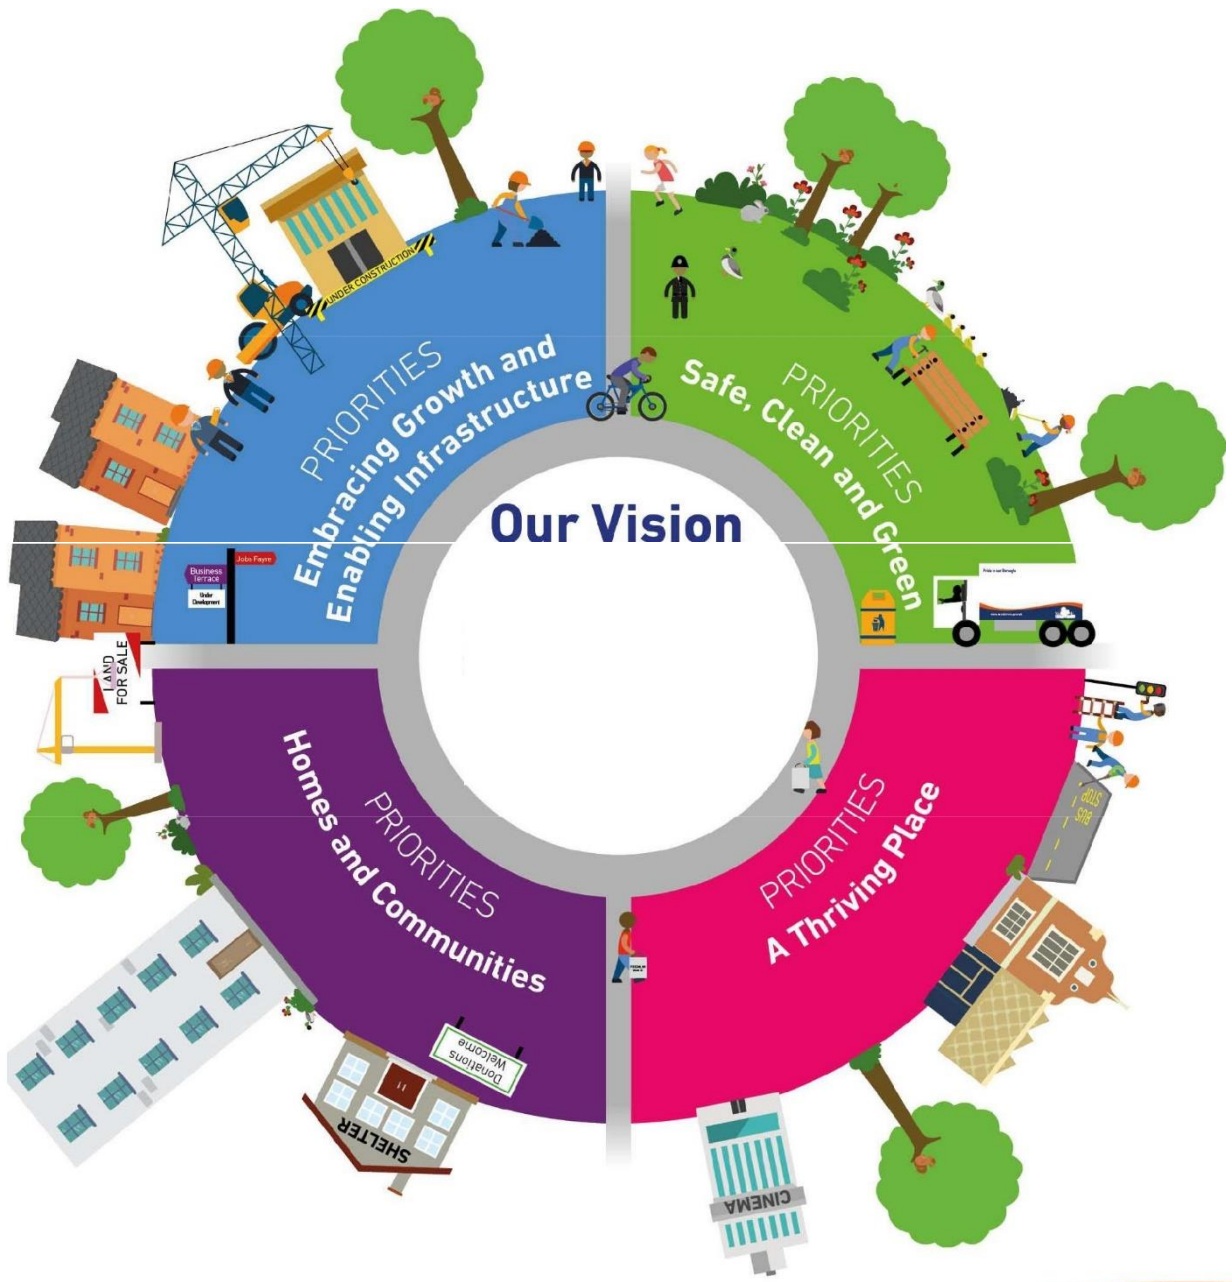 UNDER CONSTRUCTION
PRIORITIES
Embracing Growth and
Enabling Infrastructure
PRIORITIES
Safe, Clean and Green
Our Vision
Jobs Fayre
Business
Terrace
Under
Development
LAND
FOR SALE
PRIORITIES
Homes and Communities
PRIORITIES
A Thriving Place
BUS
STOP
Donations
Welcome
SHELTER
CINEMA